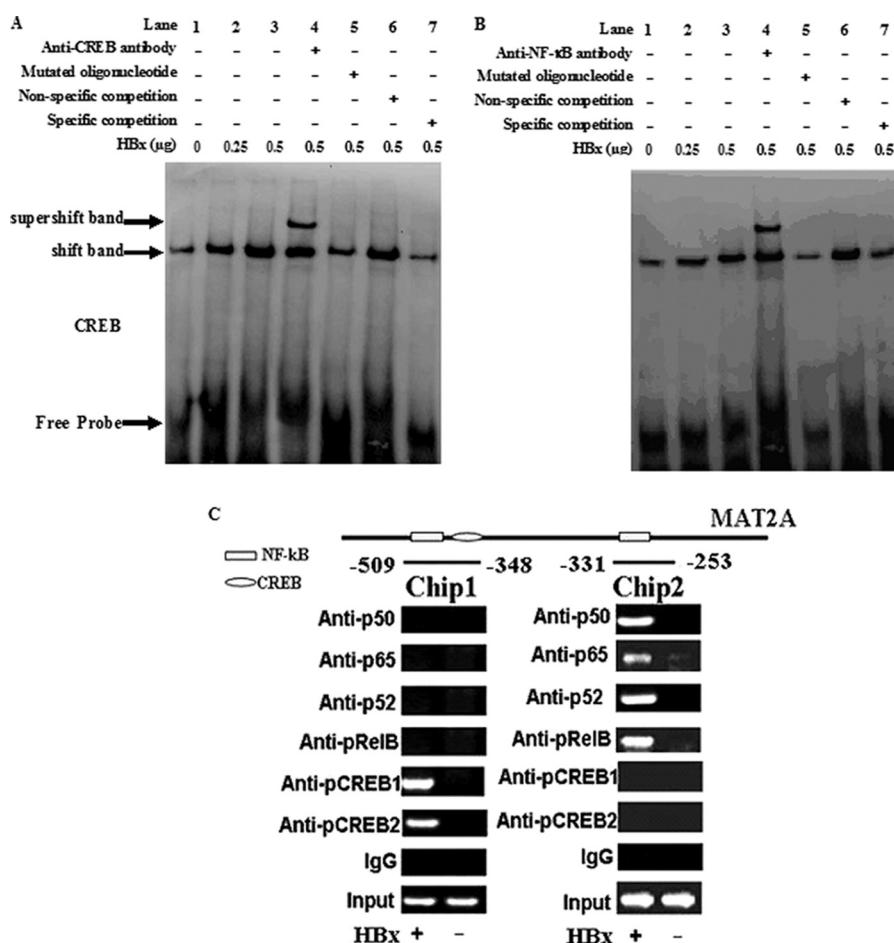 A
Lane 1 2 3 4 5 6 7
Anti-CREB antibody – – – + – – –
Mutated oligonucleotide – – – – + – –
Non-specific competition – – – – – + –
Specific competition – – – – – – +
HBx (µg) 0 0.25 0.5 0.5 0.5 0.5 0.5
supershift band
shift band
CREB
Free Probe
B
Lane 1 2 3 4 5 6 7
Anti-NF-kB antibody – – – + – – –
Mutated oligonucleotide – – – – + – –
Non-specific competition – – – – – + –
Specific competition – – – – – – +
HBx (µg) 0 0.25 0.5 0.5 0.5 0.5 0.5
C
MAT2A
NF-kB
CREB
-509 -348 -331 -253
Chip1 Chip2
Anti-p50 Anti-p50
Anti-p65 Anti-p65
Anti-p52 Anti-p52
Anti-pRelB Anti-pRelB
Anti-pCREB1 Anti-pCREB1
Anti-pCREB2 Anti-pCREB2
IgG IgG
Input Input
HBx + – HBx + –